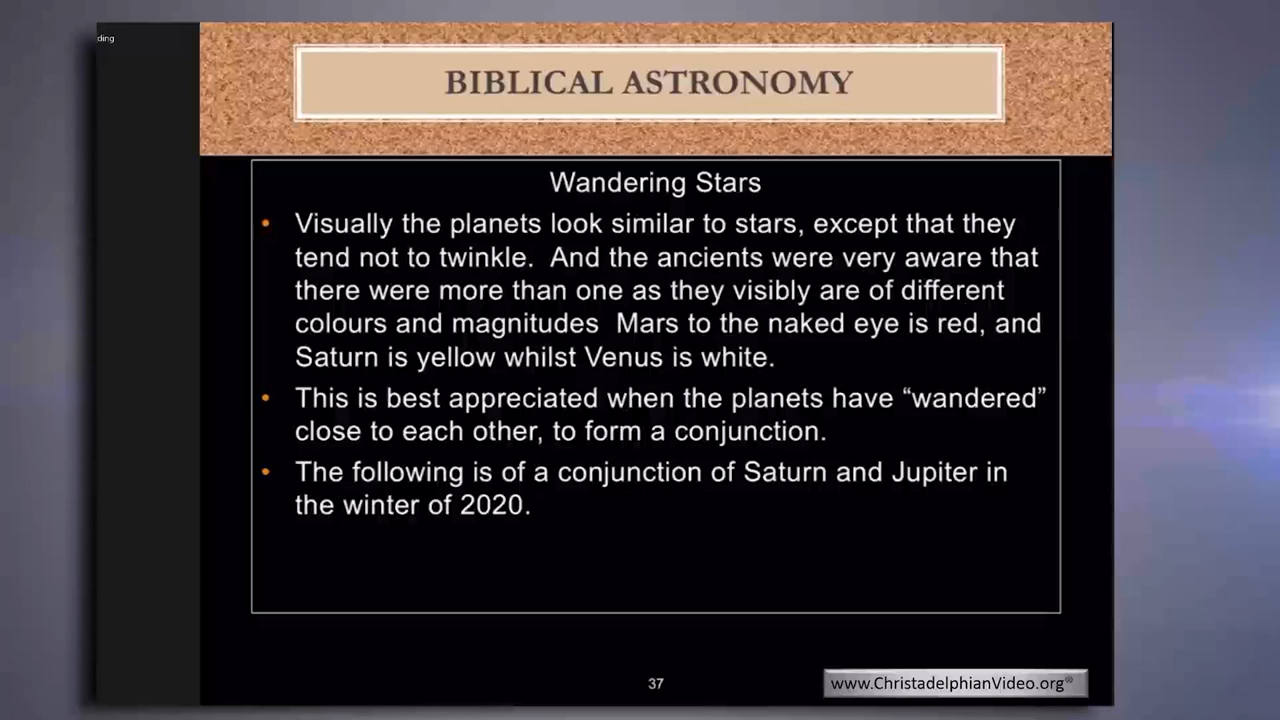 ding
BIBLICAL ASTRONOMY
Wandering Stars
• Visually the planets look similar to stars, except that they
tend not to twinkle.  And the ancients were very aware that
there were more than one as they visibly are of different
colours and magnitudes  Mars to the naked eye is red, and
Saturn is yellow whilst Venus is white.
• This is best appreciated when the planets have “wandered”
close to each other, to form a conjunction.
• The following is of a conjunction of Saturn and Jupiter in
the winter of 2020.
37
www.ChristadelphianVideo.org®